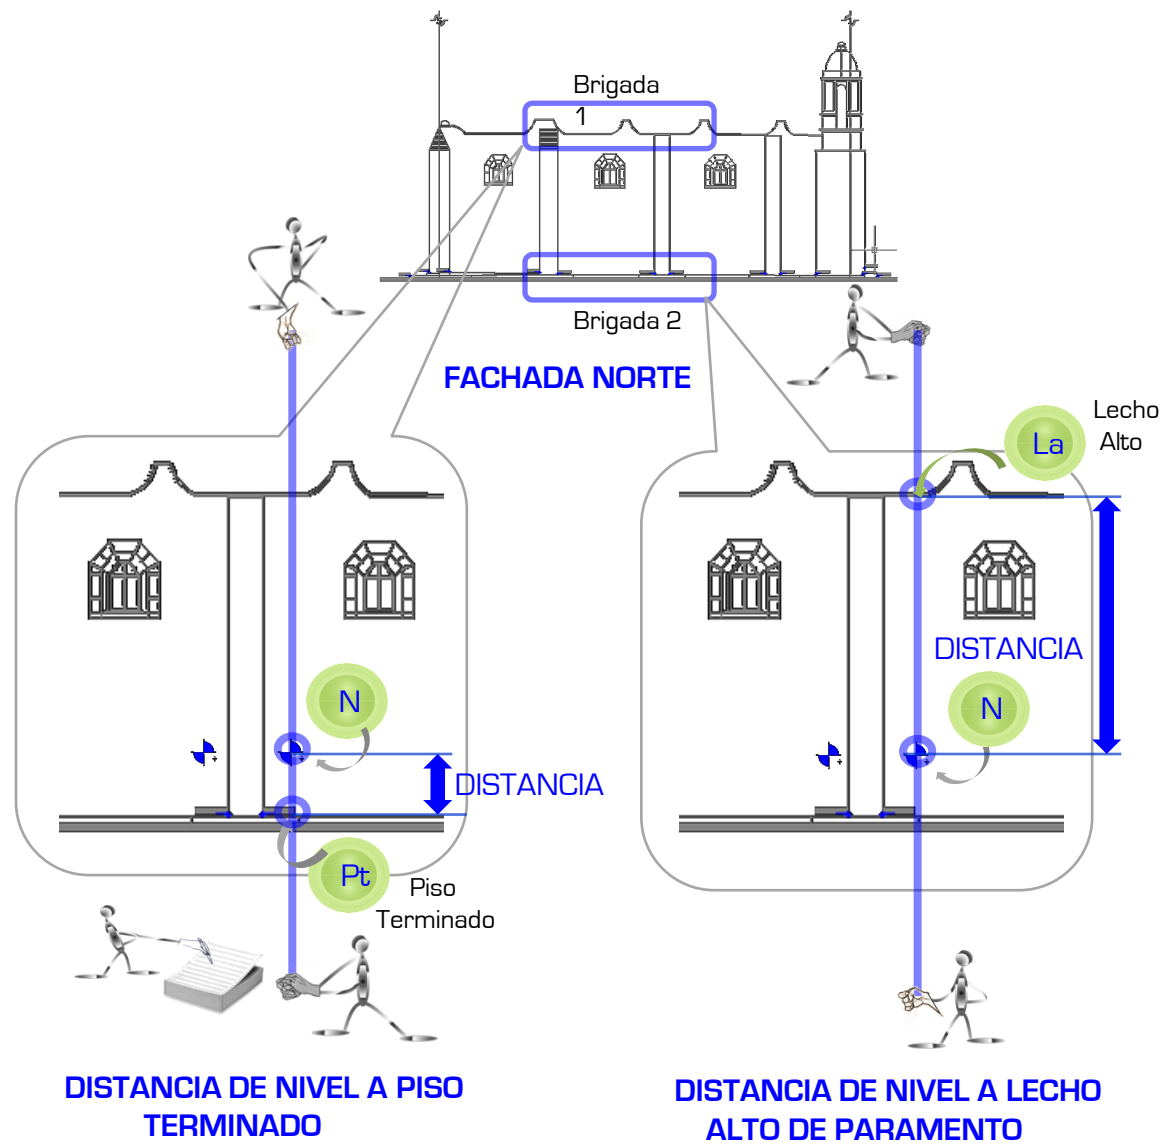 Brigada
1
Brigada 2
FACHADA NORTE
La
Lecho
Alto
DISTANCIA
N
N
DISTANCIA
Pt
Piso
Terminado
DISTANCIA DE NIVEL A PISO
TERMINADO
DISTANCIA DE NIVEL A LECHO
ALTO DE PARAMENTO